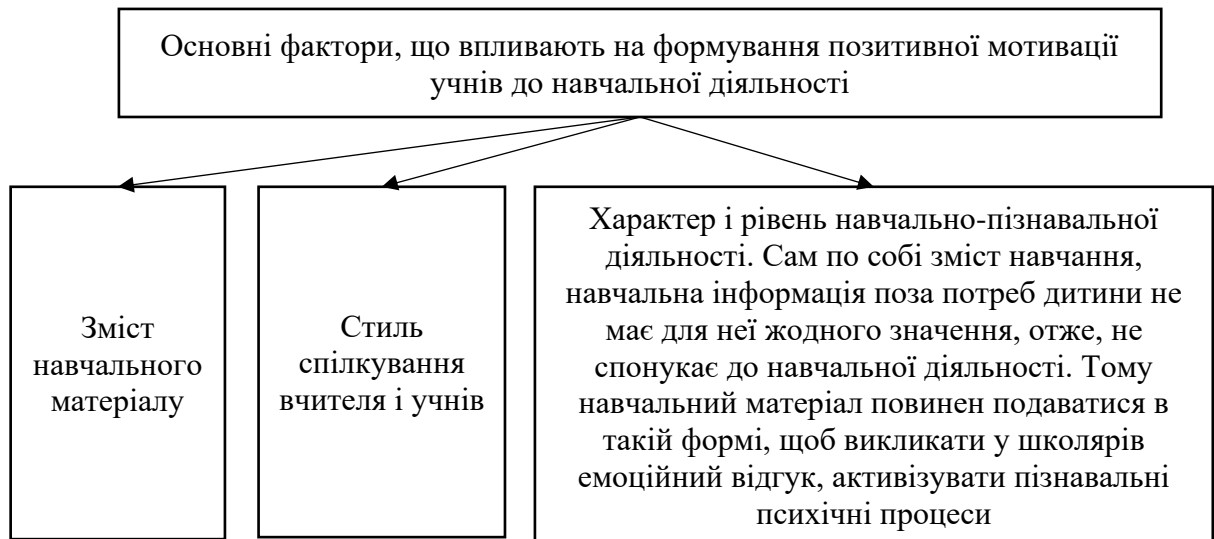 Основні фактори, що впливають на формування позитивної мотивації
учнів до навчальної діяльності
Зміст
навчального
матеріалу
Стиль
спілкування
вчителя і учнів
Характер і рівень навчально-пізнавальної
діяльності. Сам по собі зміст навчання,
навчальна інформація поза потреб дитини не
має для неї жодного значення, отже, не
спонукає до навчальної діяльності. Тому
навчальний матеріал повинен подаватися в
такій формі, щоб викликати у школярів
емоційний відгук, активізувати пізнавальні
психічні процеси